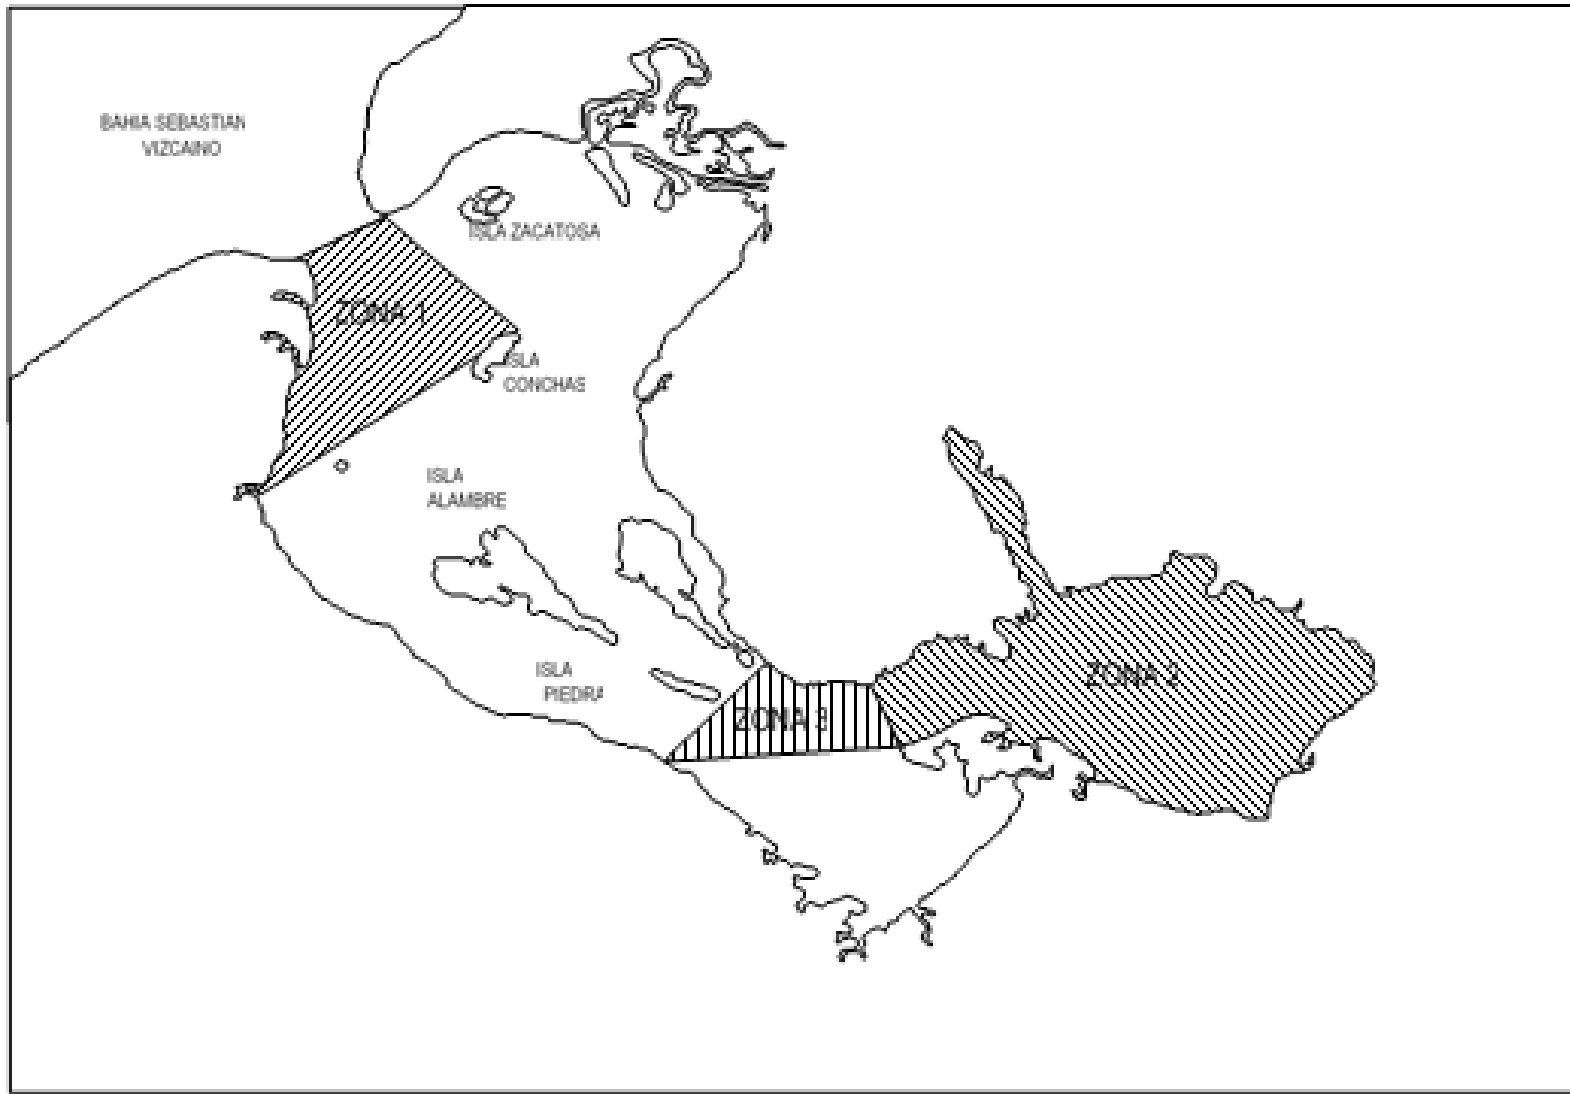 BAHIA SEBASTIAN
VIZCAINO
ISLA ZACATOSA
ZONA 1
ISLA
CONCHAS
ISLA
ALAMBRE
ISLA
PIEDRA
ZONA 2
ZONA 3